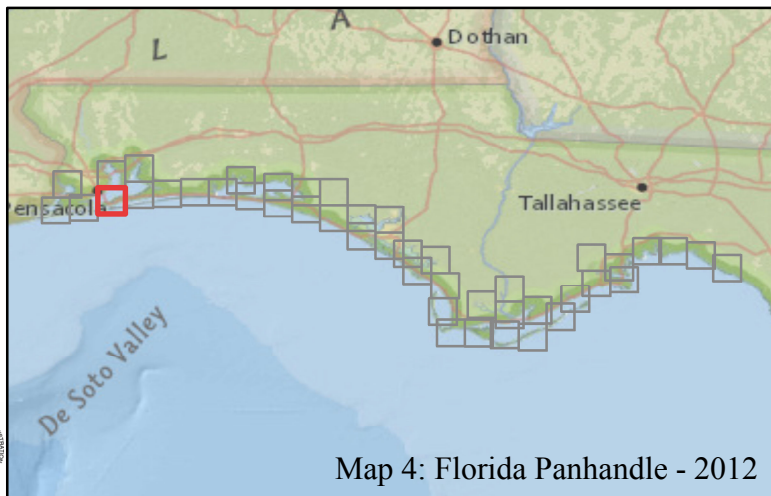 A
Dothan
L
Pensacola
Tallahassee
De Soto Valley
Map 4: Florida Panhandle - 2012